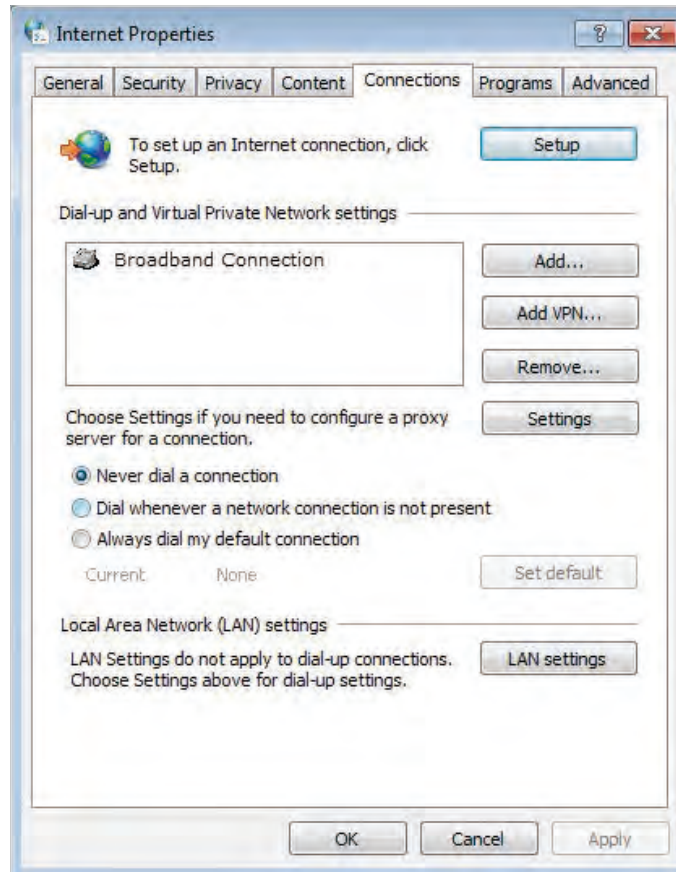 Internet Properties
?
General Security Privacy Content Connections Programs Advanced
To set up an Internet connection, click
Setup.
Setup
Dial-up and Virtual Private Network settings
Broadband Connection
Add...
Add VPN...
Remove...
Choose Settings if you need to configure a proxy
server for a connection.
Settings
Never dial a connection
Dial whenever a network connection is not present
Always dial my default connection
Current None
Set default
Local Area Network (LAN) settings
LAN Settings do not apply to dial-up connections.
Choose Settings above for dial-up settings.
LAN settings
OK Cancel Apply